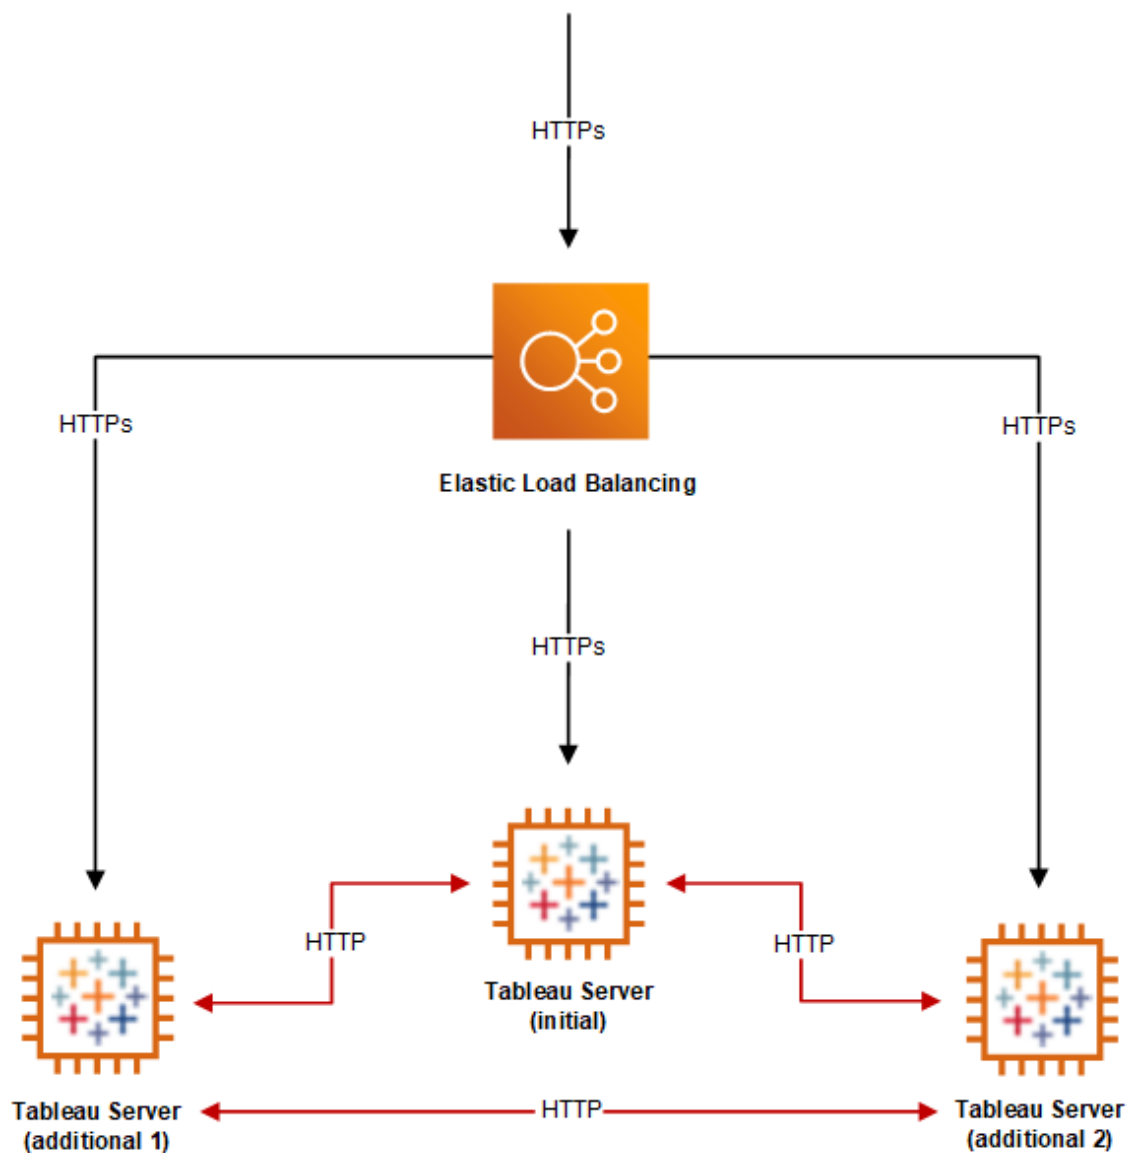 HTTPs
HTTPs
HTTPs
Elastic Load Balancing
HTTPs
HTTP
HTTP
Tableau Server
(initial)
Tableau Server
(additional 1)
HTTP
Tableau Server
(additional 2)